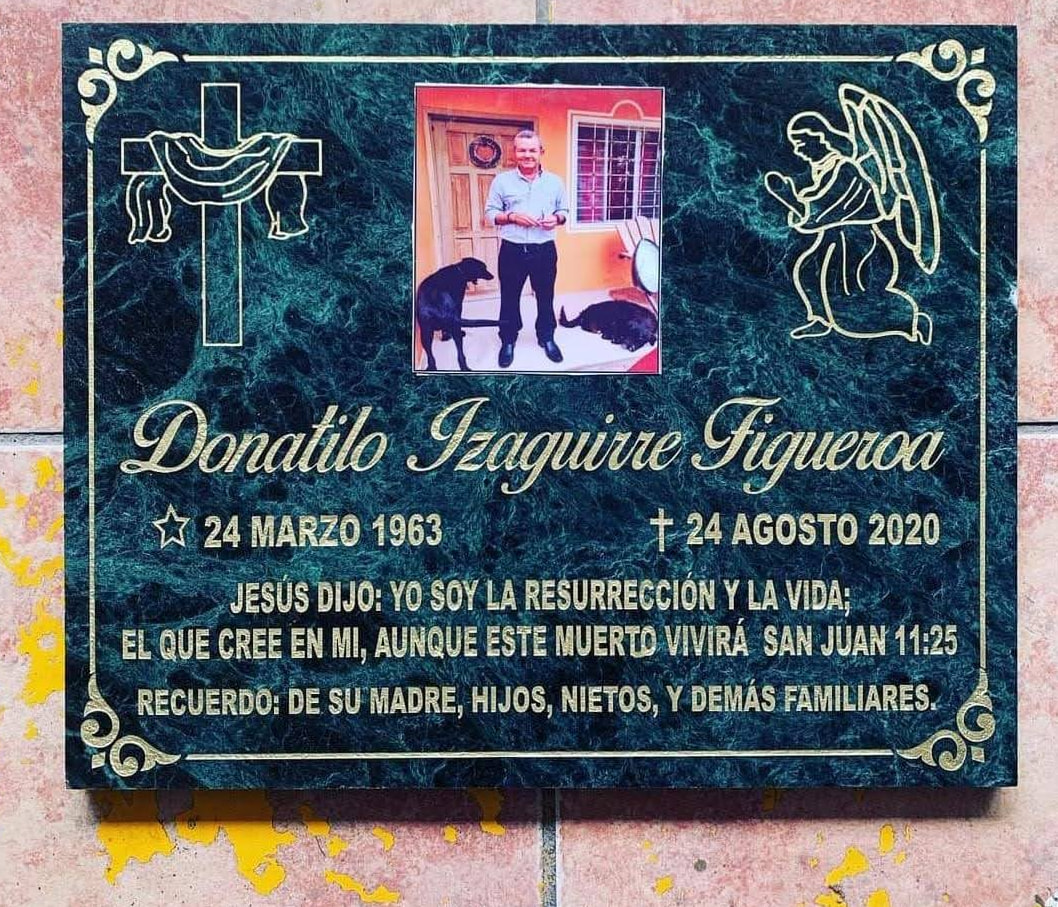 Donatilo Izaguirre Figueroa
24 MARZO 1963
24 AGOSTO 2020
JESÚS DIJO: YO SOY LA RESURRECCIÓN Y LA VIDA;
EL QUE CREE EN MI, AUNQUE ESTE MUERTO VIVIRÁ SAN JUAN 11:25
RECUERDO: DE SU MADRE, HIJOS, NIETOS, Y DEMÁS FAMILIARES.